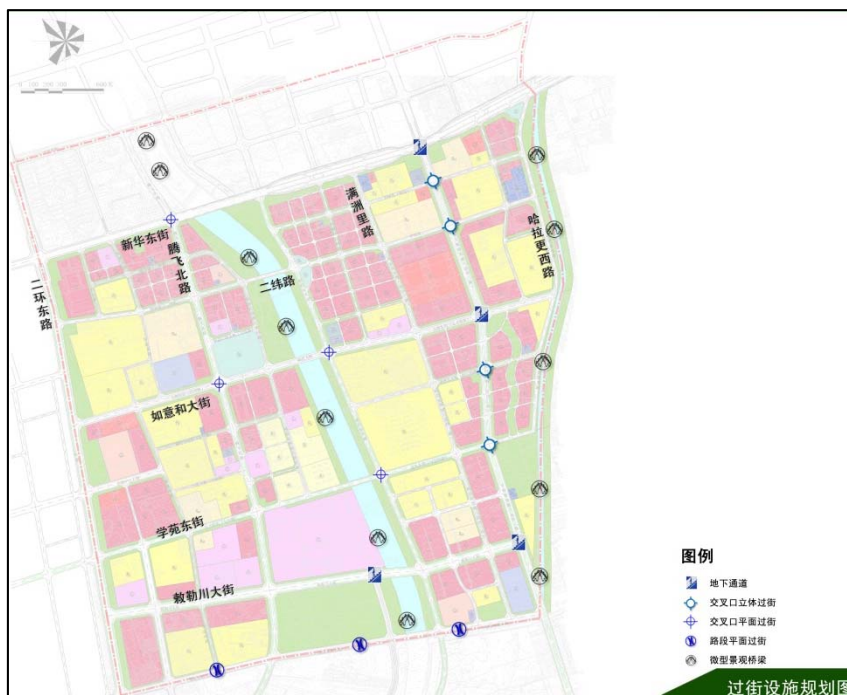 新华东街
腾飞北路
二纬路
满洲里路
哈拉更西路
二环东路
如意和大街
学苑东街
敕勒川大街
图例
地下通道
交叉口立体过街
交叉口平面过街
路段平面过街
微型景观桥梁
过街设施规划图